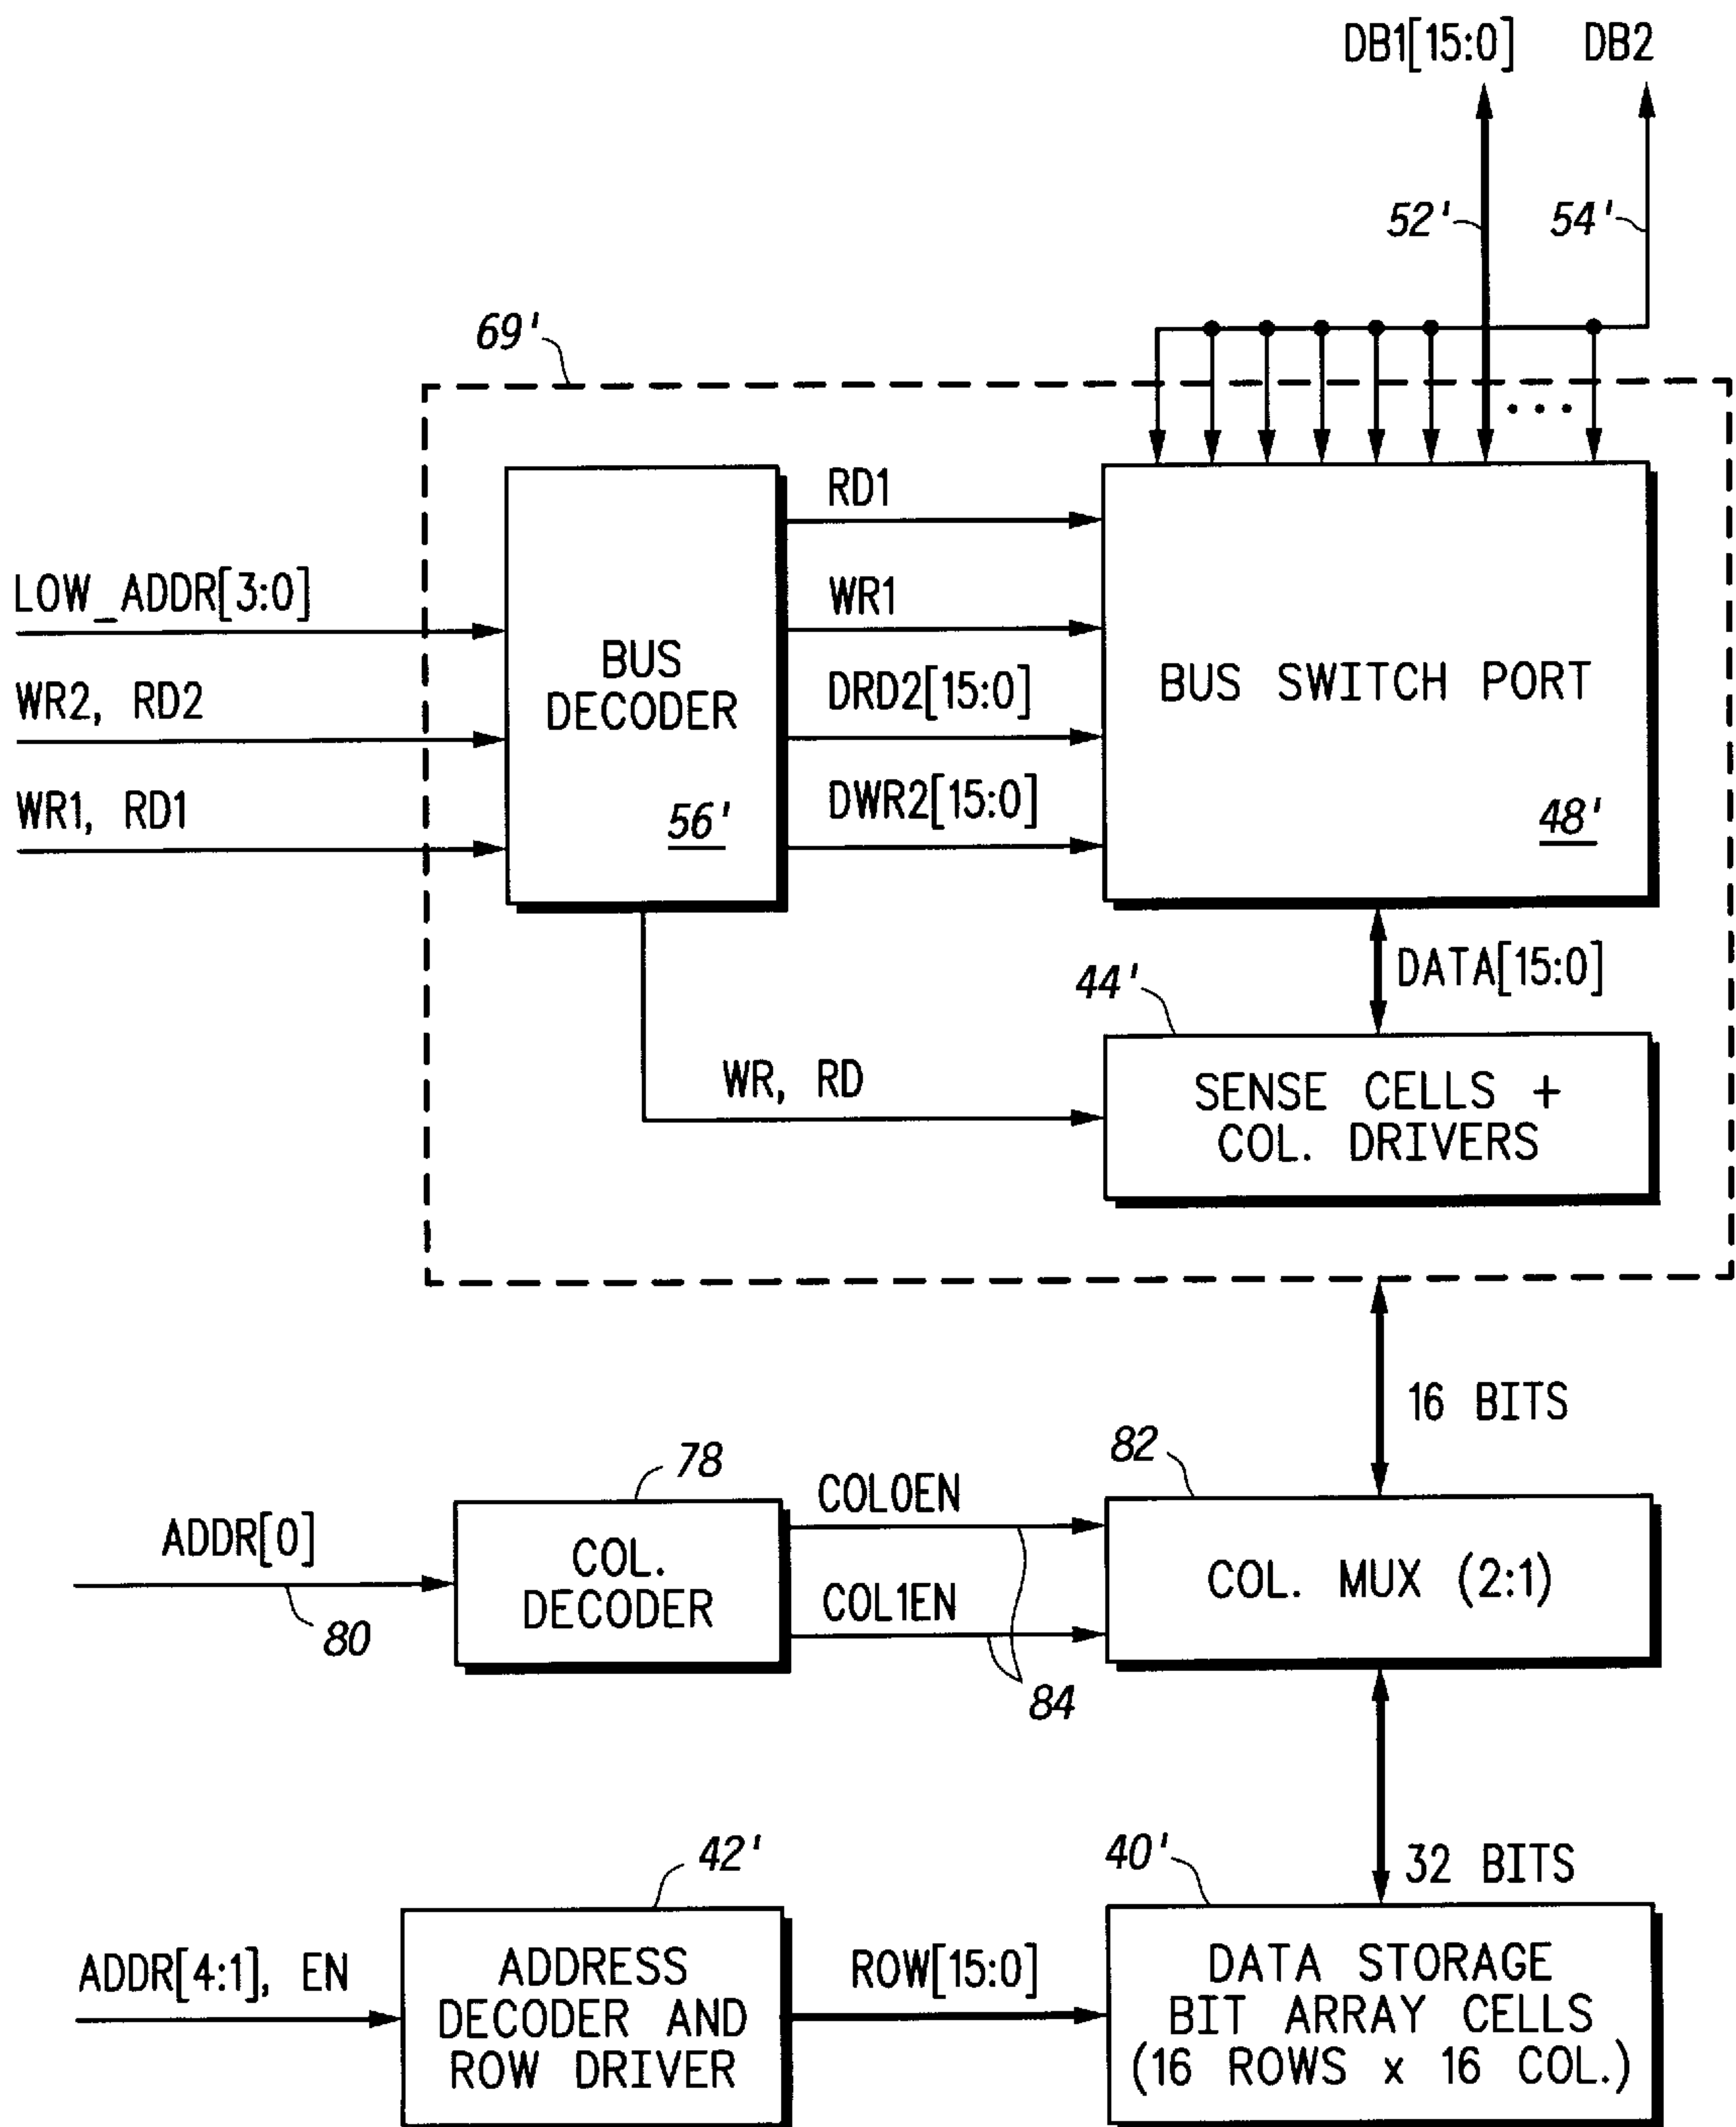 DB1[15:0] DB2
52' 54'
69'
RD1
LOW_ADDR[3:0]
WR1
BUS
DECODER
BUS SWITCH PORT
WR2, RD2
DRD2[15:0]
WR1, RD1
DWR2[15:0]
56'
48'
44'
DATA[15:0]
WR, RD
SENSE CELLS +
COL. DRIVERS
16 BITS
78
82
COL0EN
ADDR[0]
COL.
DECODER
COL. MUX (2:1)
COL1EN
80
84
42'
40'
32 BITS
ADDR[4:1], EN
ADDRESS
DECODER AND
ROW DRIVER
ROW[15:0]
DATA STORAGE
BIT ARRAY CELLS
(16 ROWS x 16 COL.)